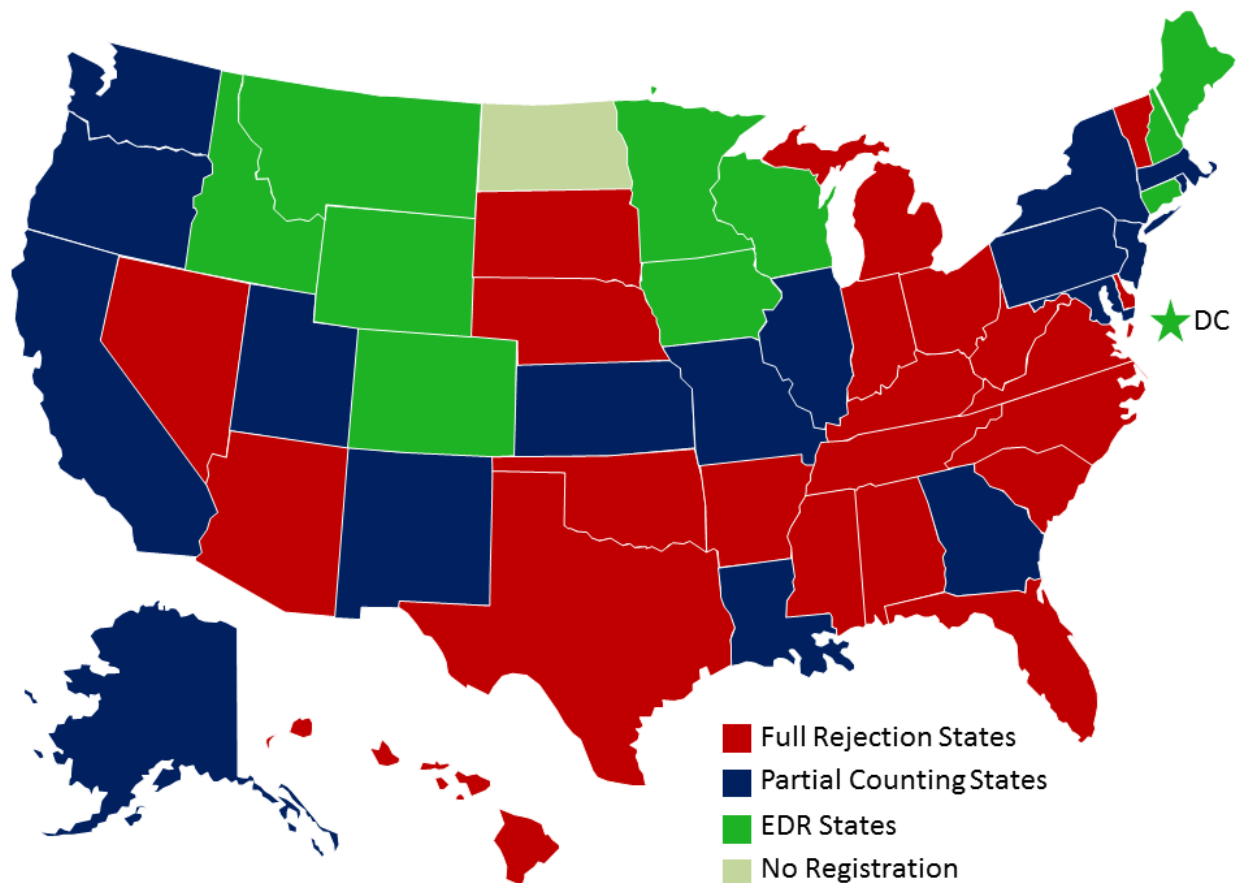 DC
Full Rejection States
Partial Counting States
EDR States
No Registration